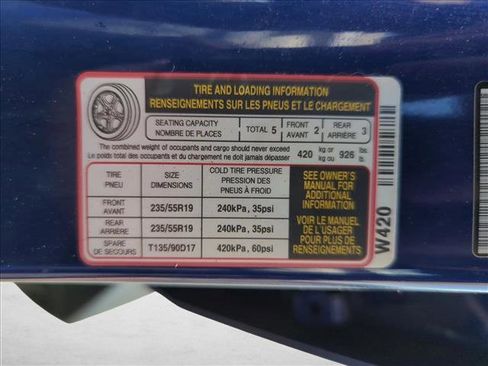 TIRE AND LOADING INFORMATION
RENSEIGNEMENTS SUR LES PNEUS ET LE CHARGEMENT
SEATING CAPACITY
NOMBRE DE PLACES
TOTAL 5
FRONT
AVANT 2
REAR
ARRIÈRE 3
The combined weight of occupants and cargo should never exceed
Le poids total des occupants et du chargement ne doit jamais dépasser
420 kg or
kg ou 926 lbs.
lb.
TIRE
PNEU
SIZE
DIMENSIONS
COLD TIRE PRESSURE
PRESSION DES
PNEUS À FROID
FRONT
AVANT
235/55R19
240kPa, 35psi
REAR
ARRIÈRE
235/55R19
240kPa, 35psi
SPARE
DE SECOURS
T135/90D17
420kPa, 60psi
SEE OWNER'S
MANUAL FOR
ADDITIONAL
INFORMATION
VOIR LE MANUEL
DE L'USAGER
POUR PLUS DE
RENSEIGNEMENTS
W420